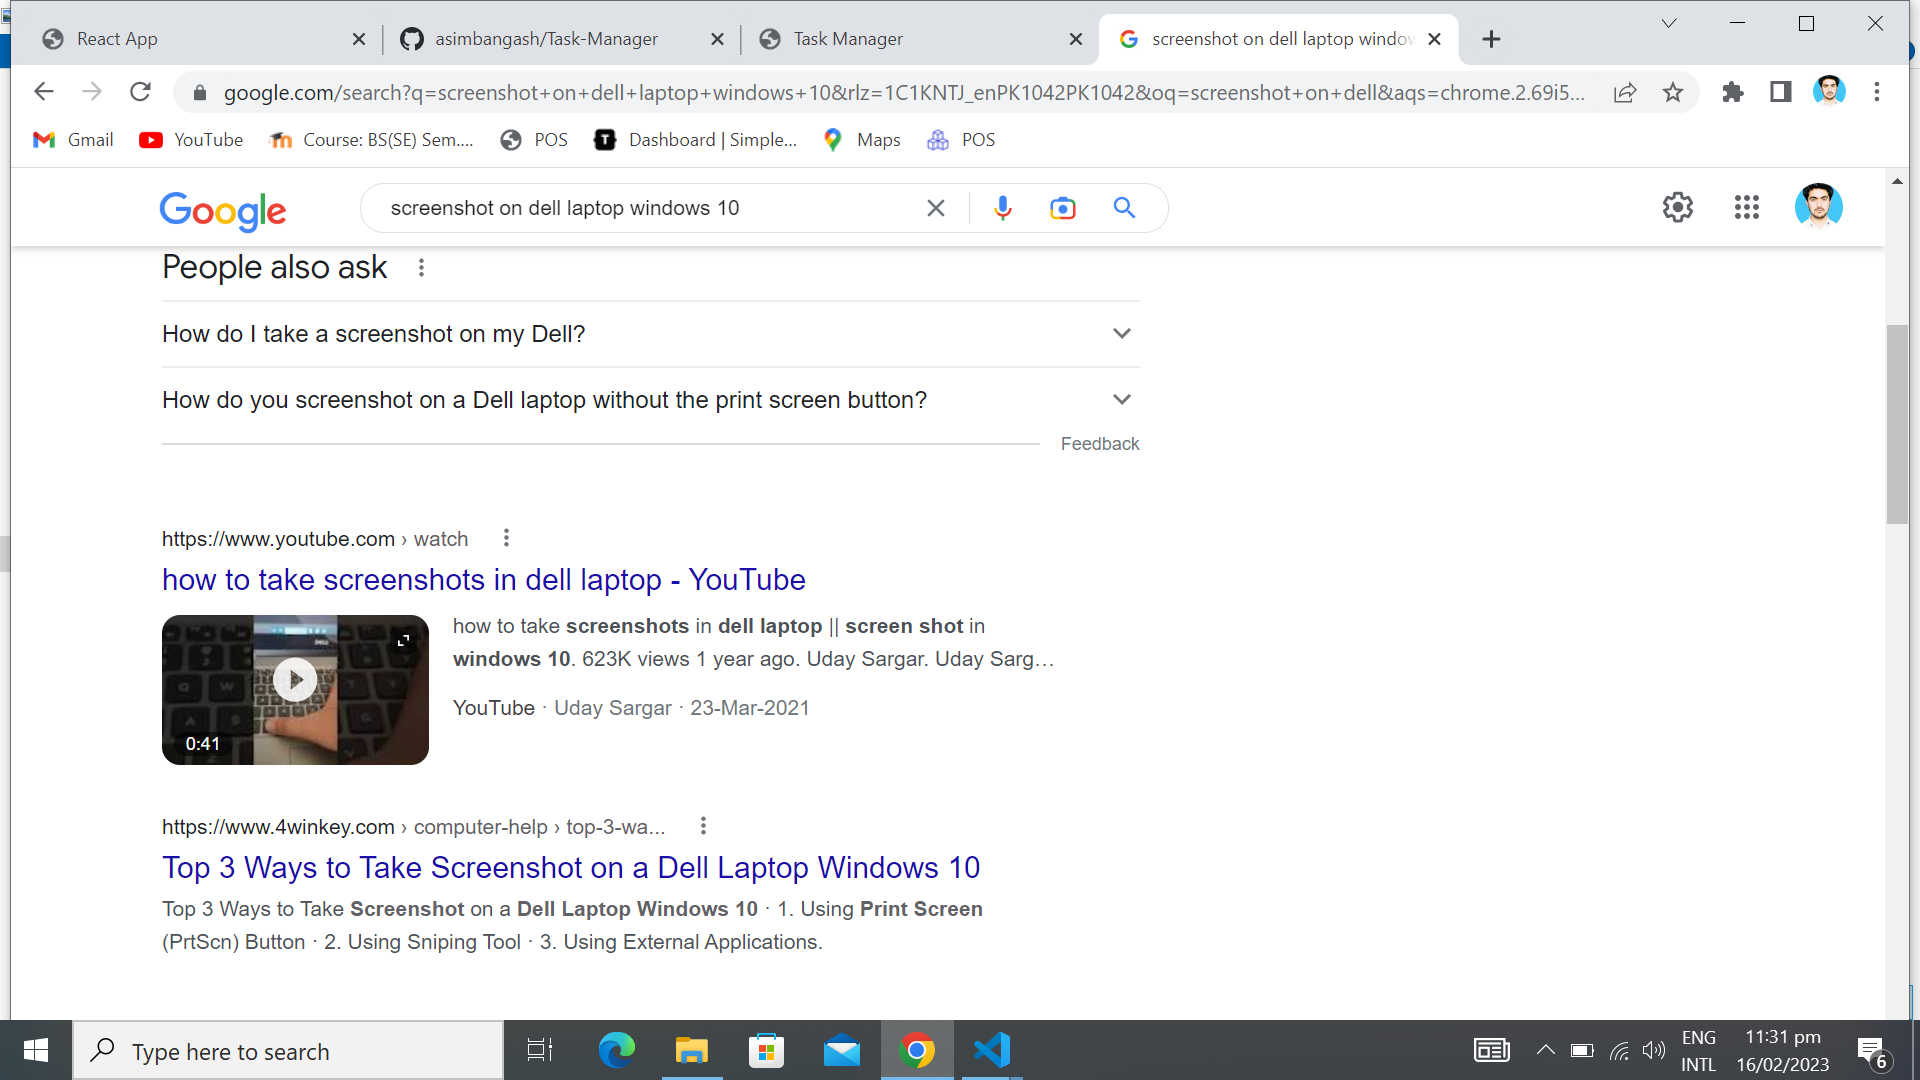 React App
asimbangash/Task-Manager
Task Manager
screenshot on dell laptop window
google.com/search?q=screenshot+on+dell+laptop+windows+10&rlz=1C1KNTJ_enPK1042PK1042&oq=screenshot+on+dell&aqs=chrome.2.69i5...
Gmail
YouTube
Course: BS(SE) Sem....
POS
Dashboard | Simple...
Maps
POS
Google
screenshot on dell laptop windows 10
People also ask
How do I take a screenshot on my Dell?
How do you screenshot on a Dell laptop without the print screen button?
Feedback
https://www.youtube.com › watch
how to take screenshots in dell laptop - YouTube
how to take screenshots in dell laptop || screen shot in
windows 10. 623K views 1 year ago. Uday Sargar. Uday Sarg…
0:41
YouTube · Uday Sargar · 23-Mar-2021
https://www.4winkey.com › computer-help › top-3-wa...
Top 3 Ways to Take Screenshot on a Dell Laptop Windows 10
Top 3 Ways to Take Screenshot on a Dell Laptop Windows 10 · 1. Using Print Screen
(PrtScn) Button · 2. Using Sniping Tool · 3. Using External Applications.
Type here to search
ENG
INTL
11:31 pm
16/02/2023
6